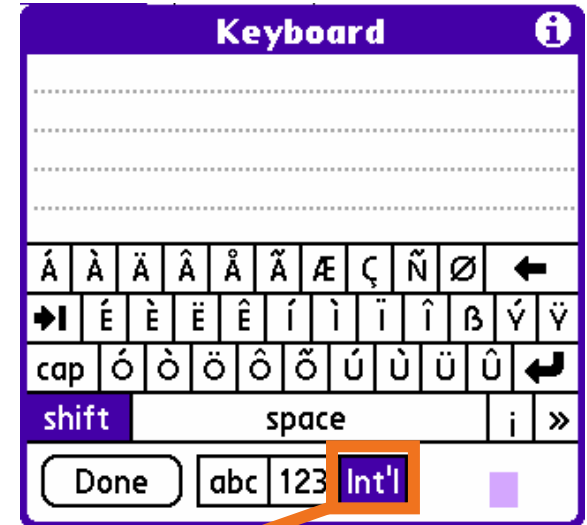 Keyboard i
Á À Ä Â Å Ã Æ Ç Ñ Ø
É È Ë Ê í ì ï î ß Ý Ÿ
cap Ó Ò Ö Ô Õ Ú Ù Ü Û
shift space ¡ »
Done abc 123 Int'l